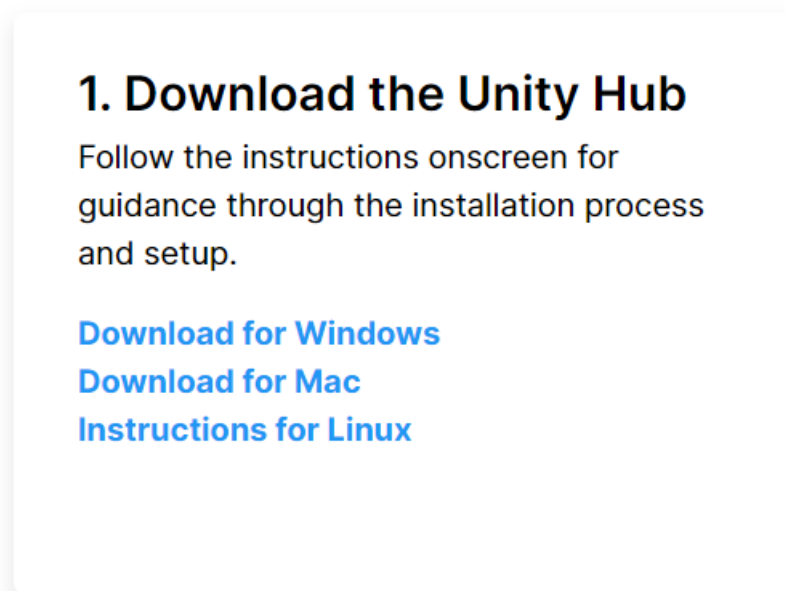 1. Download the Unity Hub
Follow the instructions onscreen for
guidance through the installation process
and setup.
Download for Windows
Download for Mac
Instructions for Linux